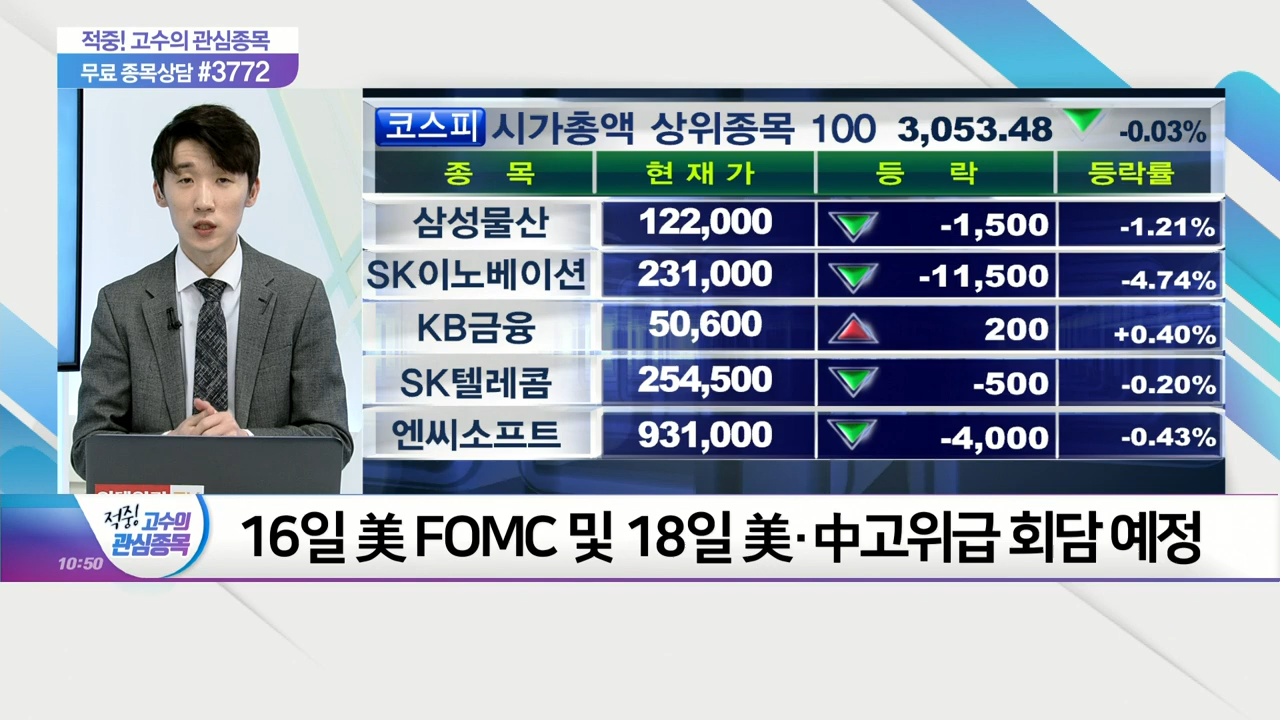 적중! 고수의 관심종목
무료 종목상담 #3772
코스피 시가총액 상위종목 100 3,053.48 -0.03%
종 목 현 재 가 등 락 등락률
삼성물산 122,000 -1,500 -1.21%
SK이노베이션 231,000 -11,500 -4.74%
KB금융 50,600 200 +0.40%
SK텔레콤 254,500 -500 -0.20%
엔씨소프트 931,000 -4,000 -0.43%
적중! 고수의
관심종목
10:50
16일 美 FOMC 및 18일 美·中고위급 회담 예정